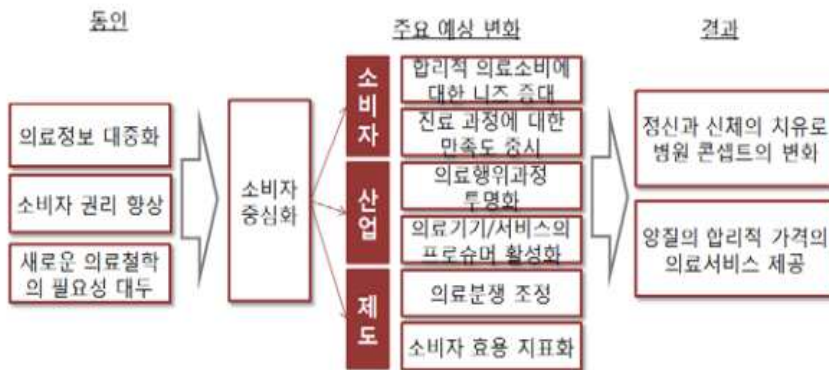 동인
주요 예상 변화
결과
의료정보 대중화
소비자 권리 향상
새로운 의료철학
의 필요성 대두
소비자
중심화
소비자
합리적 의료소비에
대한 니즈 증대
진료 과정에 대한
만족도 중시
산업
의료행위과정
투명화
의료기기/서비스의
프로슈머 활성화
제도
의료분쟁 조정
소비자 효용 지표화
정신과 신체의 치유로
병원 콘셉트의 변화
양질의 합리적 가격의
의료서비스 제공